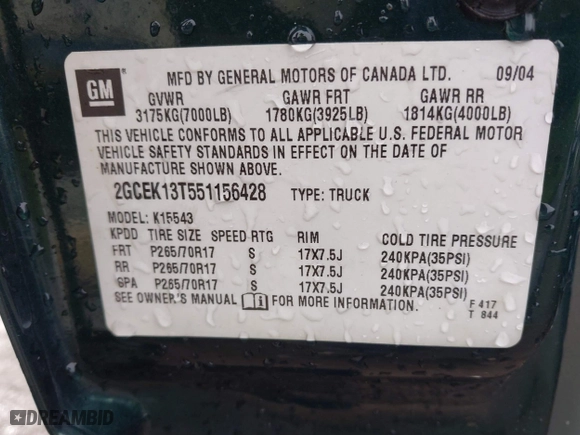 GM
MFD BY GENERAL MOTORS OF CANADA LTD. 09/04
GVWR GAWR FRT GAWR RR
3175KG(7000LB) 1780KG(3925LB) 1814KG(4000LB)
THIS VEHICLE CONFORMS TO ALL APPLICABLE U.S. FEDERAL MOTOR
VEHICLE SAFETY STANDARDS IN EFFECT ON THE DATE OF
MANUFACTURE SHOWN ABOVE.
2GCEK13T551156428 TYPE: TRUCK
MODEL: K15543
KPDD TIRE SIZE SPEED RTG RIM COLD TIRE PRESSURE
FRT P265/70R17 S 17X7.5J 240KPA(35PSI)
RR P265/70R17 S 17X7.5J 240KPA(35PSI)
GPA P265/70R17 S 17X7.5J 240KPA(35PSI)
SEE OWNER'S MANUAL FOR MORE INFORMATION. F 417
T 844
DREAMBID